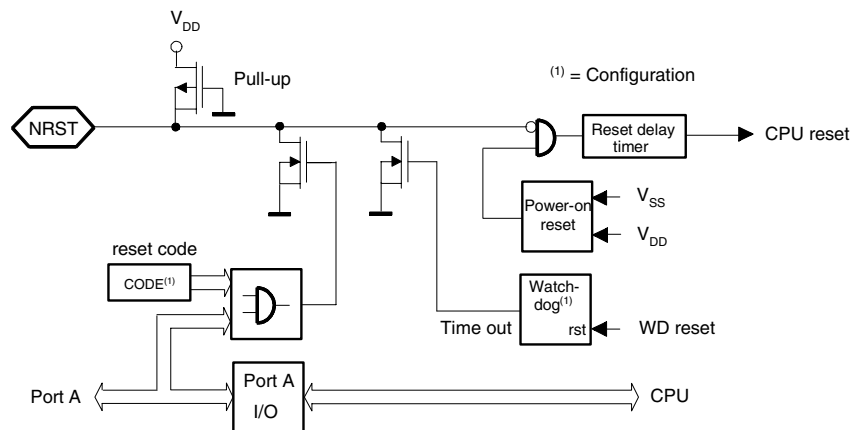 V_DD
Pull-up
(1) = Configuration
NRST
Reset delay
timer
CPU reset
Power-on
reset
V_SS
V_DD
reset code
CODE(1)
Watch-
dog(1)
rst
Time out
WD reset
Port A
Port A
I/O
CPU